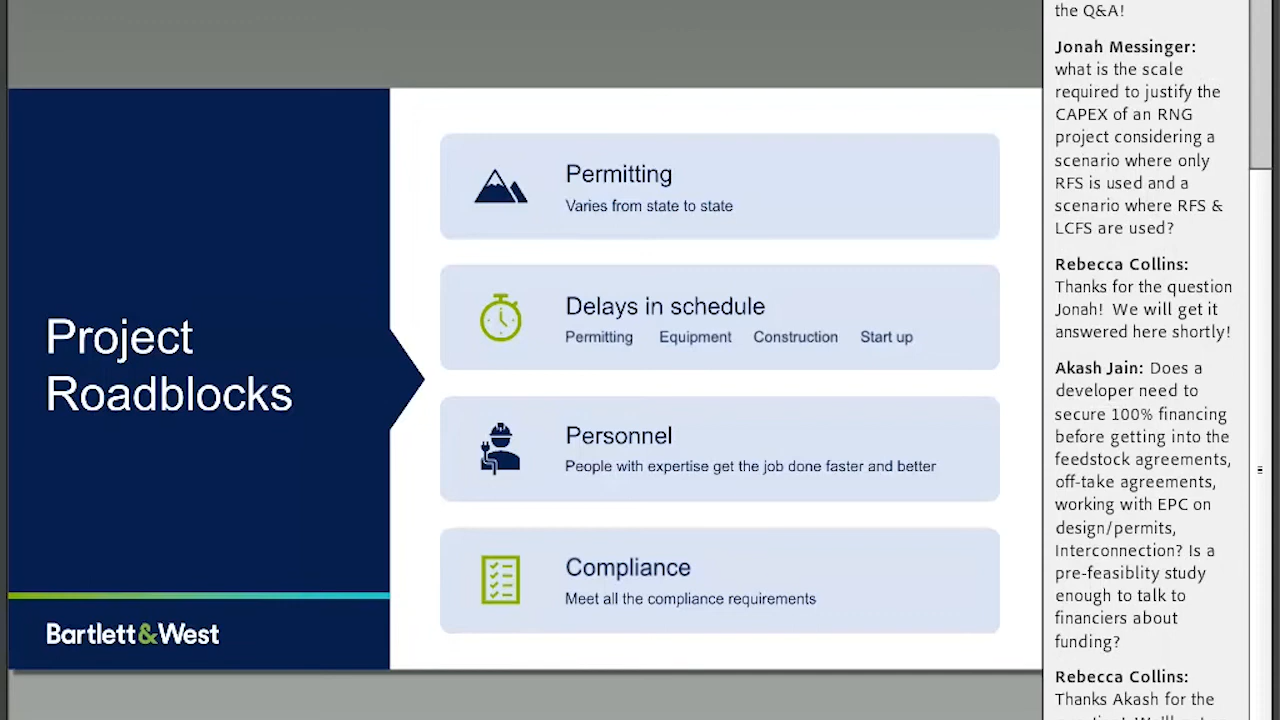 Project
Roadblocks
Bartlett&West
Permitting
Varies from state to state
Delays in schedule
Permitting Equipment Construction Start up
Personnel
People with expertise get the job done faster and better
Compliance
Meet all the compliance requirements
the Q&A!
Jonah Messinger:
what is the scale
required to justify the
CAPEX of an RNG
project considering a
scenario where only
RFS is used and a
scenario where RFS &
LCFS are used?
Rebecca Collins:
Thanks for the question
Jonah! We will get it
answered here shortly!
Akash Jain: Does a
developer need to
secure 100% financing
before getting into the
feedstock agreements,
off-take agreements,
working with EPC on
design/permits,
Interconnection? Is a
pre-feasiblity study
enough to talk to
financiers about
funding?
Rebecca Collins:
Thanks Akash for the